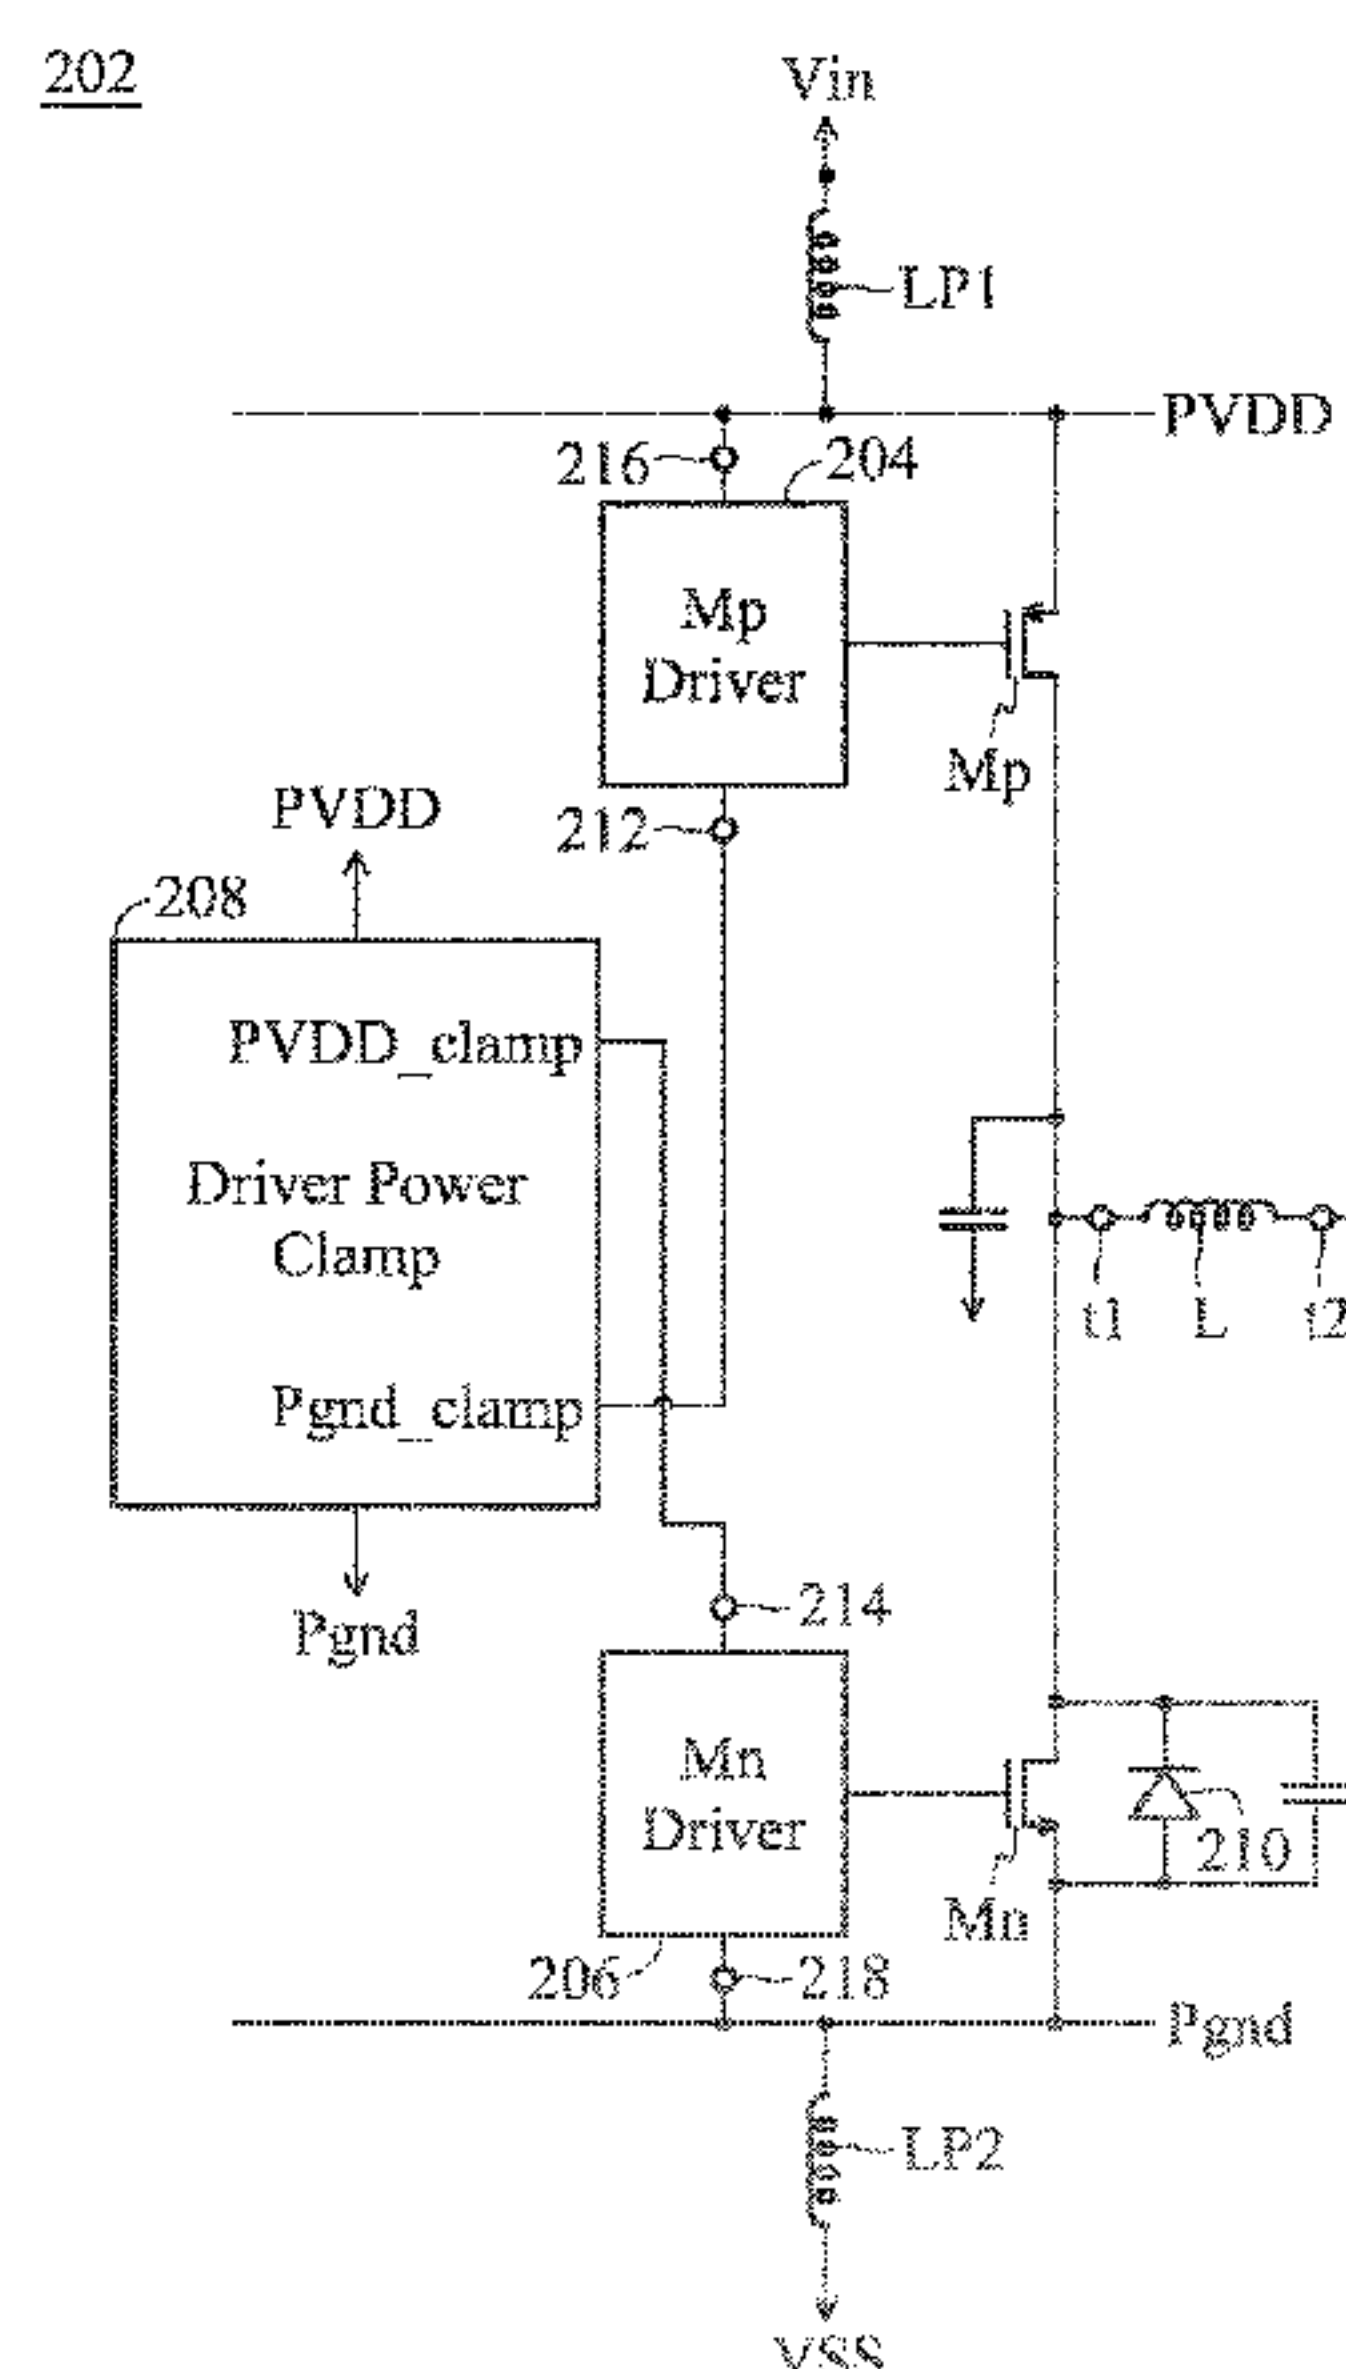 202
Vin
LP1
PVDD
216
204
Mp
Driver
Mp
212
PVDD
208
PVDD_clamp
Driver Power
Clamp
Pgnd_clamp
t1
L
t2
Pgnd
214
Mn
Driver
210
Mn
206
218
Pgnd
LP2
VSS